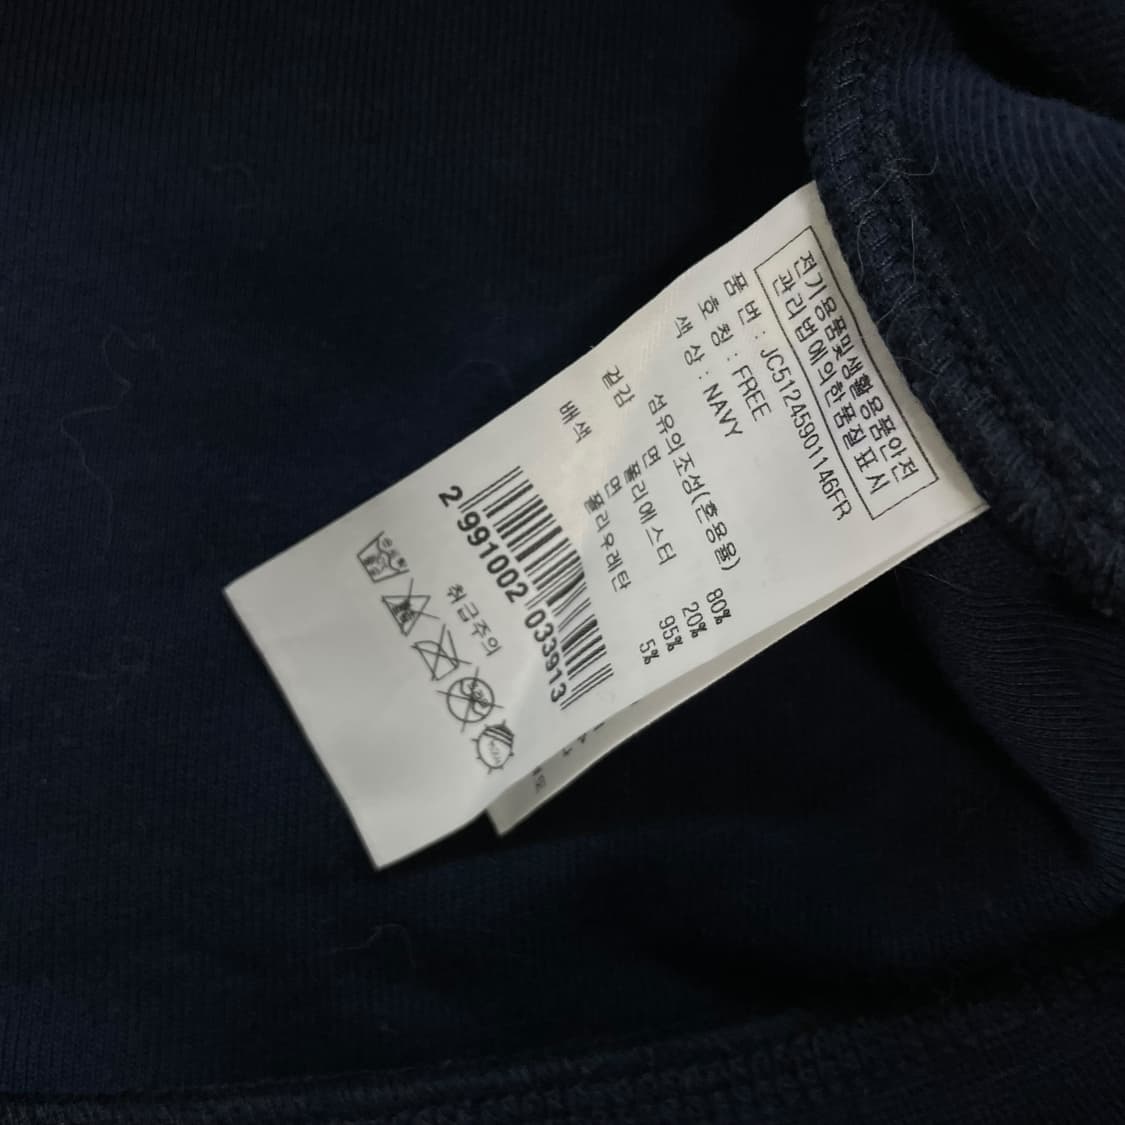 전기용품및생활용품안전
관리법에의한품질표시
품 번 : JC51245901146FR
호 칭 : FREE
색 상 : NAVY
섬유의조성(혼용율)
겉감 면 80%
폴리에스터 20%
배색 면 95%
폴리우레탄 5%
2 991002 033913
취급주의